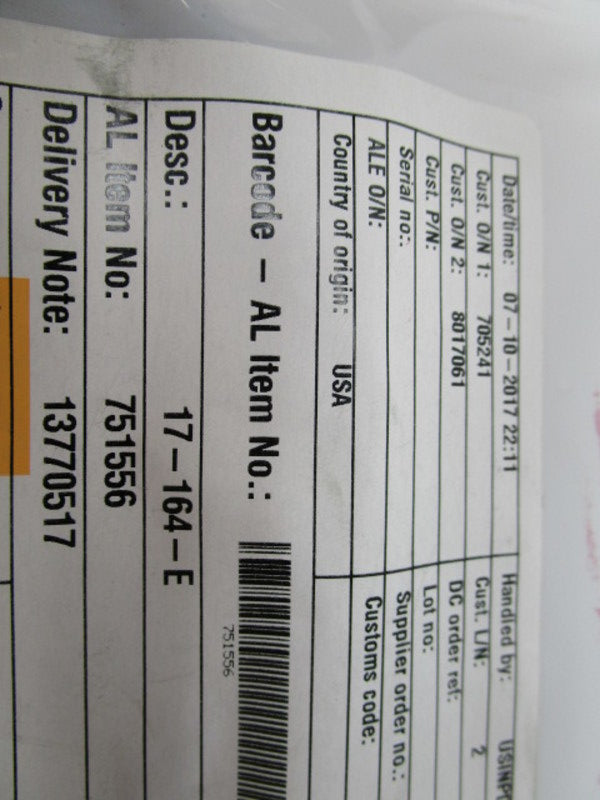 Date/time: 07-10-2017 22:11 Handled by:
Cust. O/N 1: 705241 Cust. L/N: 2
Cust. O/N 2: 8017061 DC order ref:
Cust. P/N: Lot no:
Serial no: Supplier order no.:
ALE O/N: Customs code:
Country of origin: USA
Barcode - AL Item No.:
751556
Desc.: 17-164-E
AL Item No: 751556
Delivery Note: 13770517